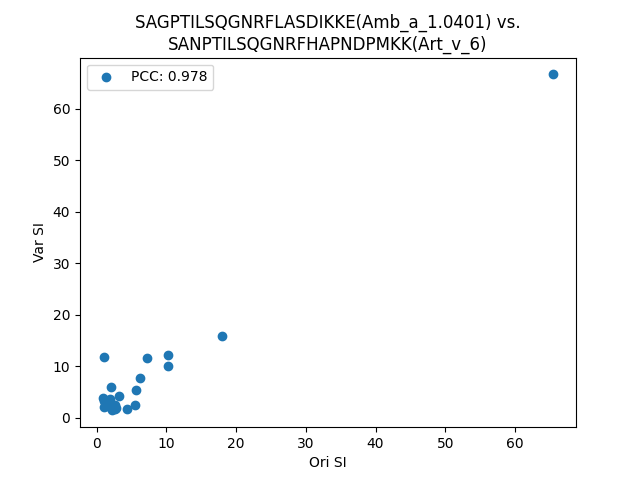 SAGPTILSQGNRFLASDIKKE(Amb_a_1.0401) vs.
SANPTILSQGNRFHAPNDPMKK(Art_v_6)
PCC: 0.978
Var SI
60
50
40
30
20
10
0
0 10 20 30 40 50 60
Ori SI